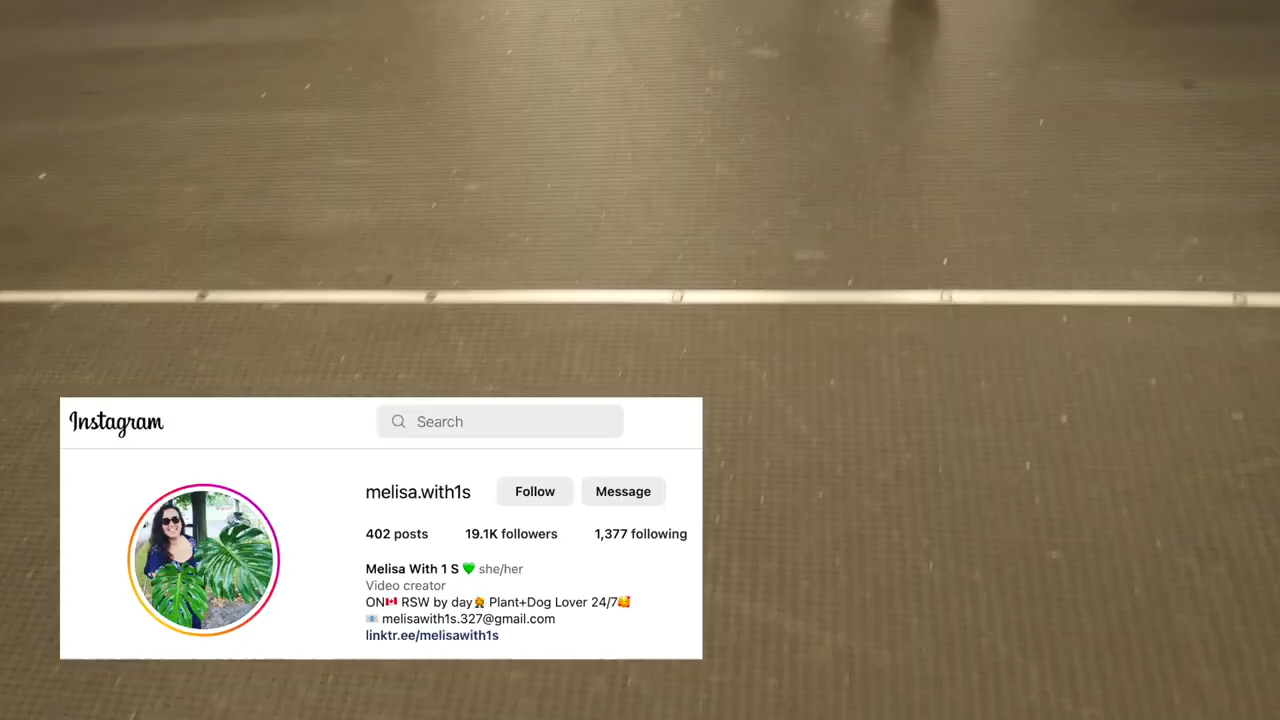 Instagram
Search
melisa.with1s Follow Message
402 posts 19.1K followers 1,377 following
Melisa With 1 S 💚 she/her
Video creator
ON🇨🇦 RSW by day🤦 Plant+Dog Lover 24/7🥰
📧 melisawith1s.327@gmail.com
linktr.ee/melisawith1s